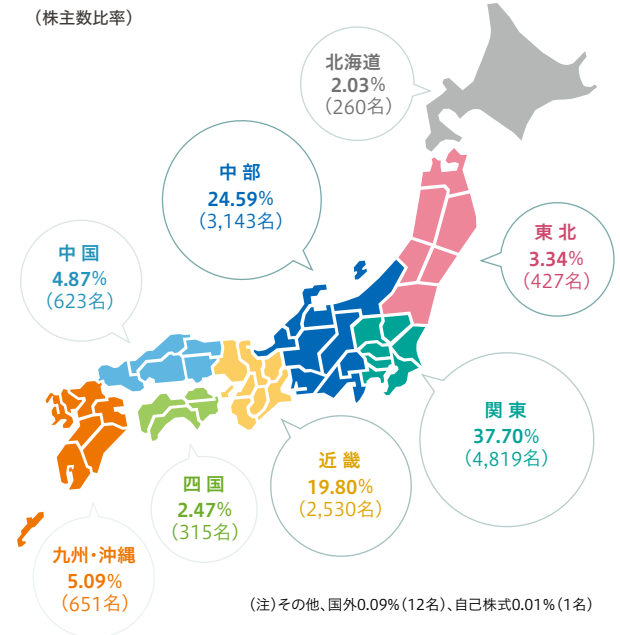 （株主数比率）
北海道
2.03%
（260名）
中部
24.59%
（3,143名）
東北
3.34%
（427名）
中国
4.87%
（623名）
関東
37.70%
（4,819名）
近畿
19.80%
（2,530名）
四国
2.47%
（315名）
九州・沖縄
5.09%
（651名）
（注）その他、国外0.09%（12名）、自己株式0.01%（1名）